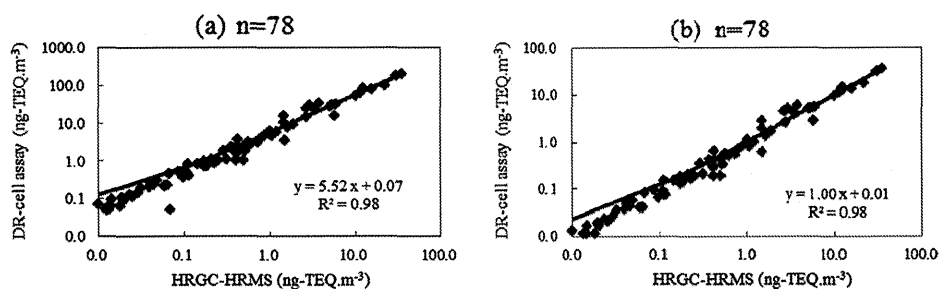 (a) n=78
DR-cell assay (ng-TEQ.m-3)
1000.0
100.0
10.0
1.0
0.1
0.0
y = 5.52 x + 0.07
R² = 0.98
0.0 0.1 1.0 10.0 100.0
HRGC-HRMS (ng-TEQ.m-3)
(b) n=78
DR-cell assay (ng-TEQ.m-3)
100.0
10.0
1.0
0.1
0.0
y = 1.00 x + 0.01
R² = 0.98
0.0 0.1 1.0 10.0 100.0
HRGC-HRMS (ng-TEQ.m-3)